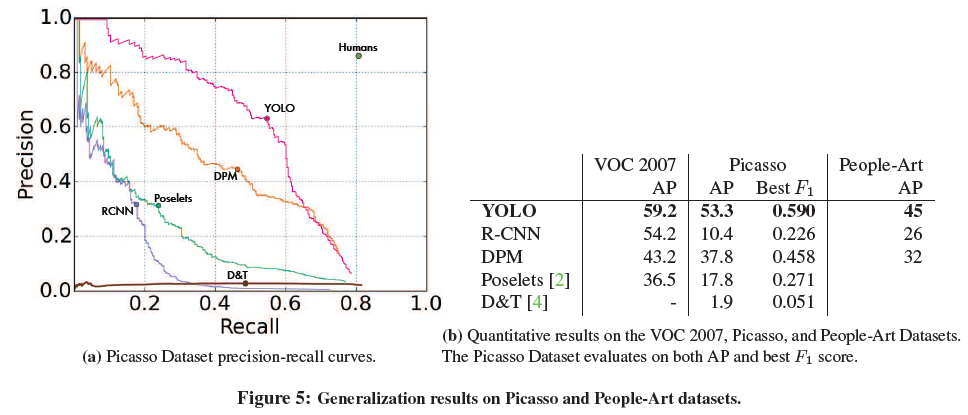 1.0
0.8
0.6
0.4
0.2
0.0
Precision
Humans
YOLO
DPM
RCNN
Poselets
D&T
0.2 0.4 0.6 0.8 1.0
Recall
(a) Picasso Dataset precision-recall curves.
VOC 2007 Picasso People-Art
AP AP Best F1 AP
YOLO 59.2 53.3 0.590 45
R-CNN 54.2 10.4 0.226 26
DPM 43.2 37.8 0.458 32
Poselets [2] 36.5 17.8 0.271
D&T [4] - 1.9 0.051
(b) Quantitative results on the VOC 2007, Picasso, and People-Art Datasets.
The Picasso Dataset evaluates on both AP and best F1 score.
Figure 5: Generalization results on Picasso and People-Art datasets.